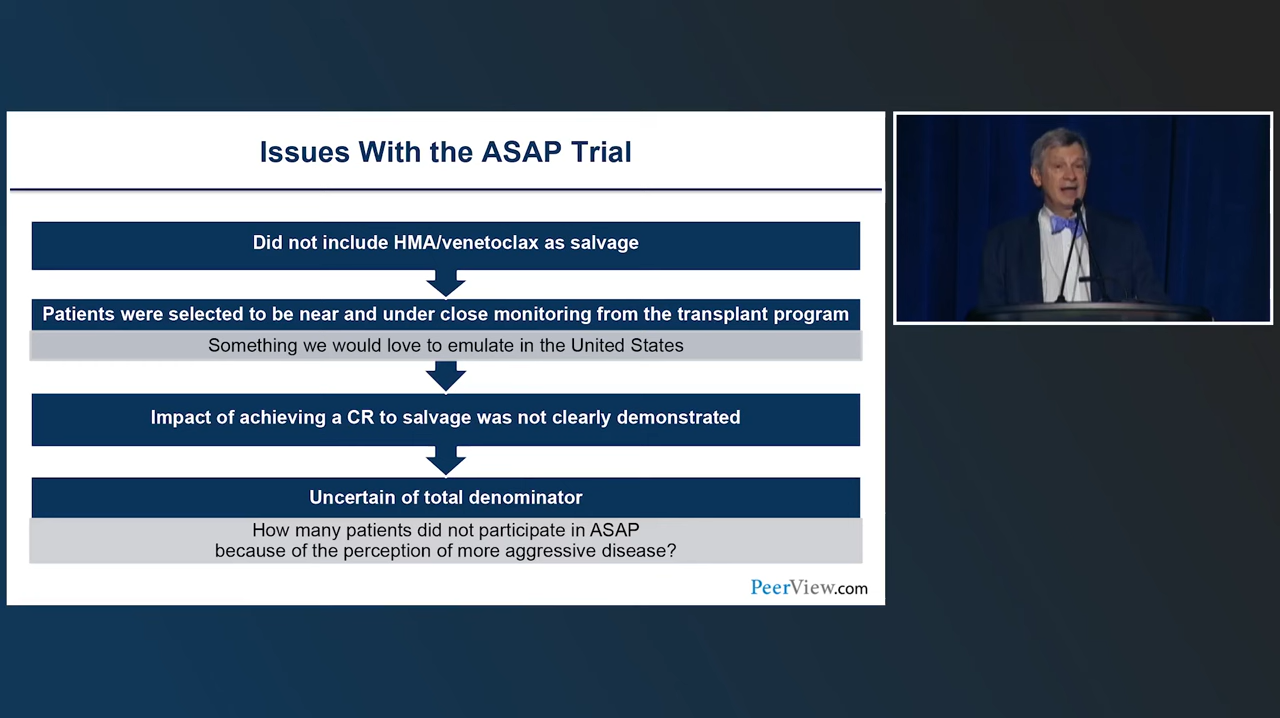 Issues With the ASAP Trial
Did not include HMA/venetoclax as salvage
Patients were selected to be near and under close monitoring from the transplant program
Something we would love to emulate in the United States
Impact of achieving a CR to salvage was not clearly demonstrated
Uncertain of total denominator
How many patients did not participate in ASAP
because of the perception of more aggressive disease?
PeerView.com